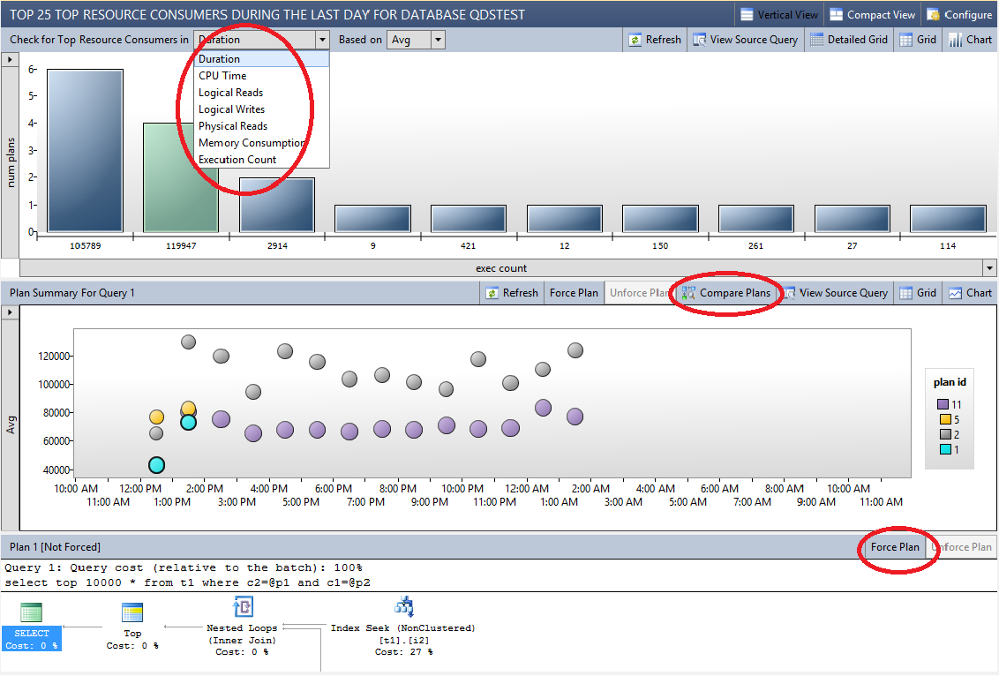 TOP 25 TOP RESOURCE CONSUMERS DURING THE LAST DAY FOR DATABASE QDSTEST Vertical View Compact View Configure
Check for Top Resource Consumers in Duration Based on Avg Refresh View Source Query Detailed Grid Grid Chart
Duration
CPU Time
Logical Reads
Logical Writes
Physical Reads
Memory Consumption
Execution Count
num plans
6
5
4
3
2
1
0
105789 119947 2914 9 421 12 150 261 27 114
exec count
Plan Summary For Query 1 Refresh Force Plan Unforce Plan Compare Plans View Source Query Grid Chart
Avg
120000
100000
80000
60000
40000
10:00 AM 12:00 PM 2:00 PM 4:00 PM 6:00 PM 8:00 PM 10:00 PM 12:00 AM 2:00 AM 4:00 AM 6:00 AM 8:00 AM 10:00 AM
11:00 AM 1:00 PM 3:00 PM 5:00 PM 7:00 PM 9:00 PM 11:00 PM 1:00 AM 3:00 AM 5:00 AM 7:00 AM 9:00 AM 11:00 AM
plan id
11
5
2
1
Plan 1 [Not Forced] Force Plan Unforce Plan
Query 1: Query cost (relative to the batch): 100%
select top 10000 * from t1 where c2=@p1 and c1=@p2
SELECT
Cost: 0 %
Top
Cost: 0 %
Nested Loops
(Inner Join)
Cost: 0 %
Index Seek (NonClustered)
[t1].[i2]
Cost: 27 %